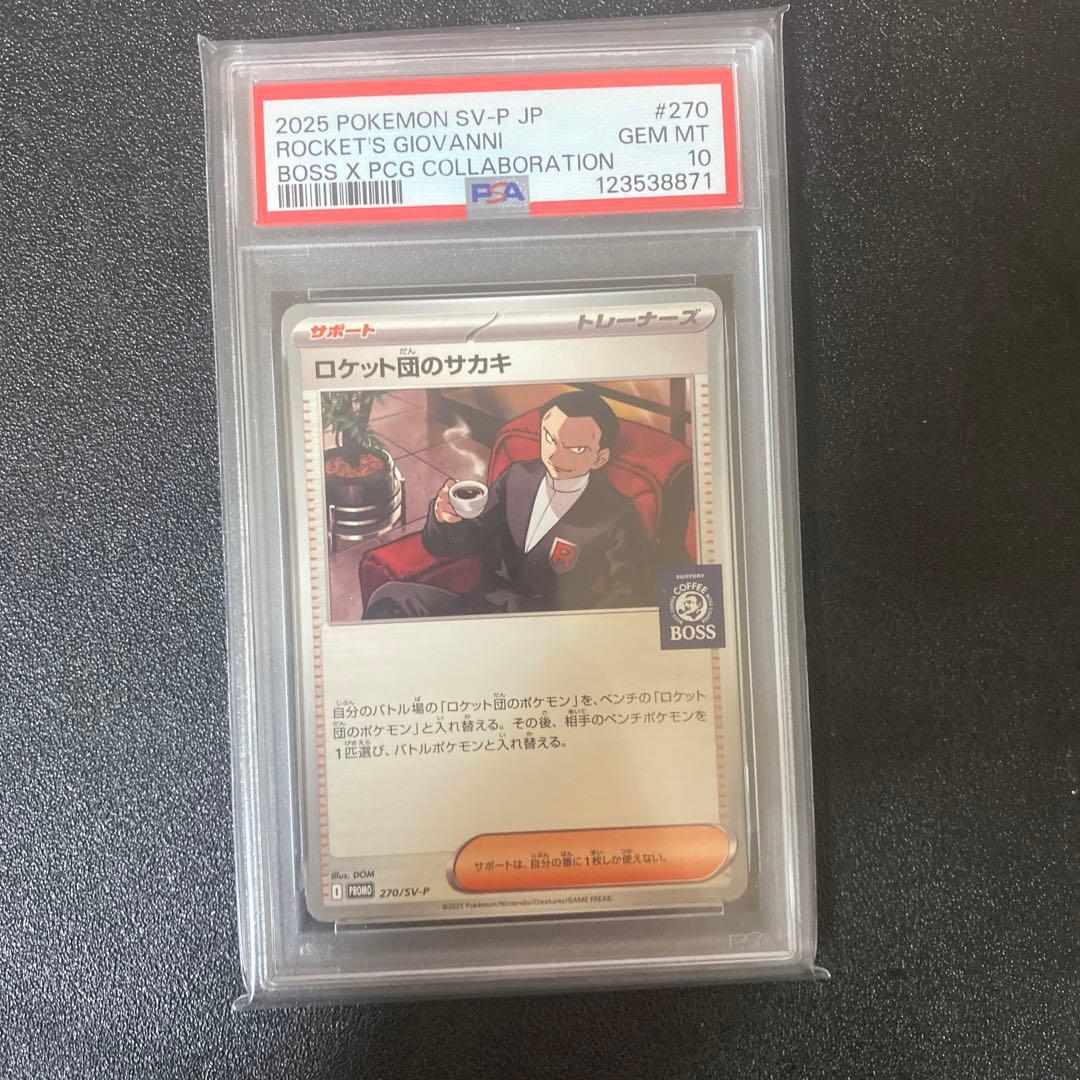 2025 POKEMON SV-P JP #270
ROCKET'S GIOVANNI GEM MT
BOSS X PCG COLLABORATION 10
PSA 123538871
サポート トレーナーズ
ロケット団のサカキ
だん
R
SUNTORY
COFFEE
BOSS
自分のバトル場の「ロケット団のポケモン」を、ベンチの「ロケット
団のポケモン」と入れ替える。その後、相手のベンチポケモンを
1匹選び、バトルポケモンと入れ替える。
サポートは、自分の番に1枚しか使えない。
Illus. DOM
I PROMO 270/SV-P
©2025 Pokémon/Nintendo/Creatures/GAME FREAK.
PSA